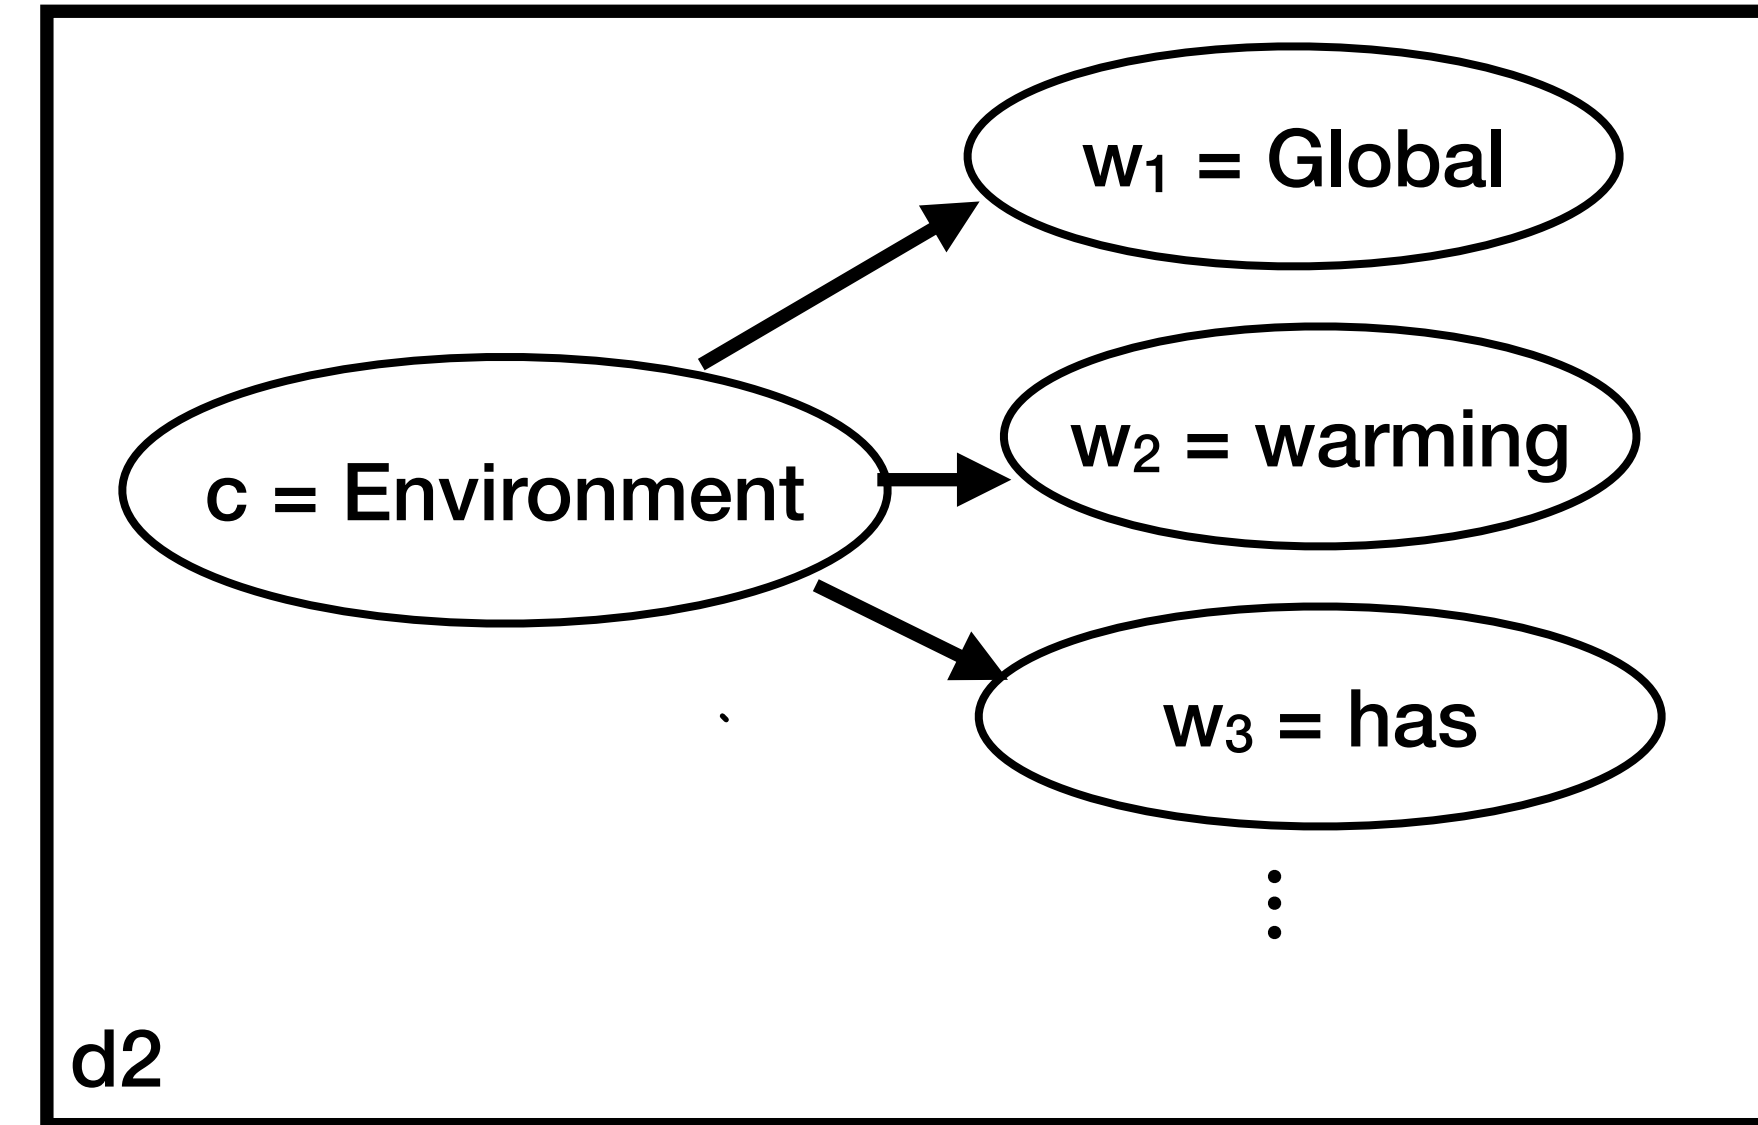 w₁ = Global
c = Environment
w₂ = warming
w₃ = has
⋮
d2